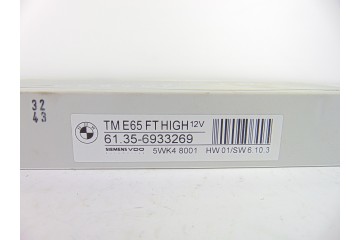 32
43
TM E65 FT HIGH 12V
61.35-6933269
SIEMENS VDO 5WK4 8001 HW 01/SW 6.10.3